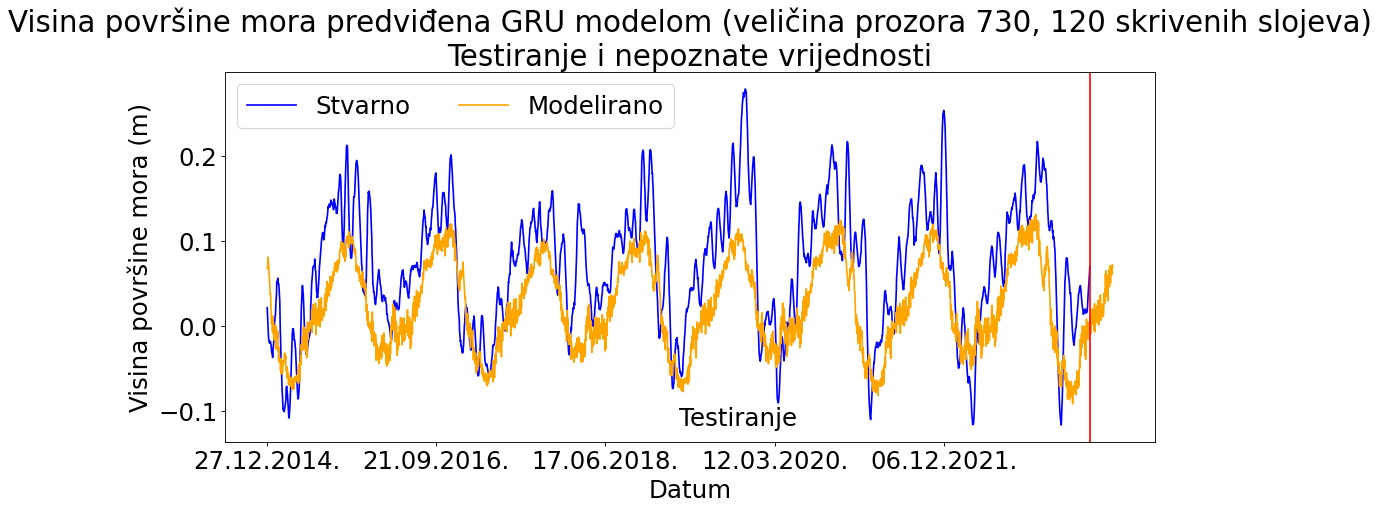 Visina površine mora predviđena GRU modelom (veličina prozora 730, 120 skrivenih slojeva)
Testiranje i nepoznate vrijednosti
Stvarno Modelirano
Visina površine mora (m)
0.2
0.1
0.0
−0.1
Testiranje
27.12.2014. 21.09.2016. 17.06.2018. 12.03.2020. 06.12.2021.
Datum